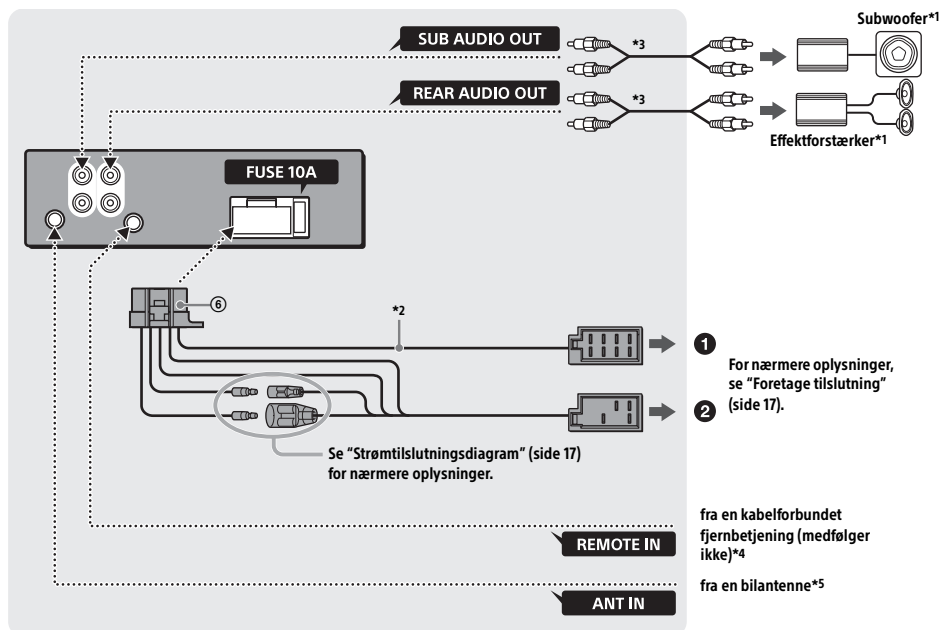 Subwoofer*1
SUB AUDIO OUT
*3
REAR AUDIO OUT
*3
Effektforstærker*1
FUSE 10A
⑥
*2
❶
For nærmere oplysninger,
se “Foretage tilslutning”
(side 17).
❷
Se “Strømtilslutningsdiagram” (side 17)
for nærmere oplysninger.
fra en kabelforbundet
fjernbetjening (medfølger
ikke)*4
REMOTE IN
fra en bilantenne*5
ANT IN